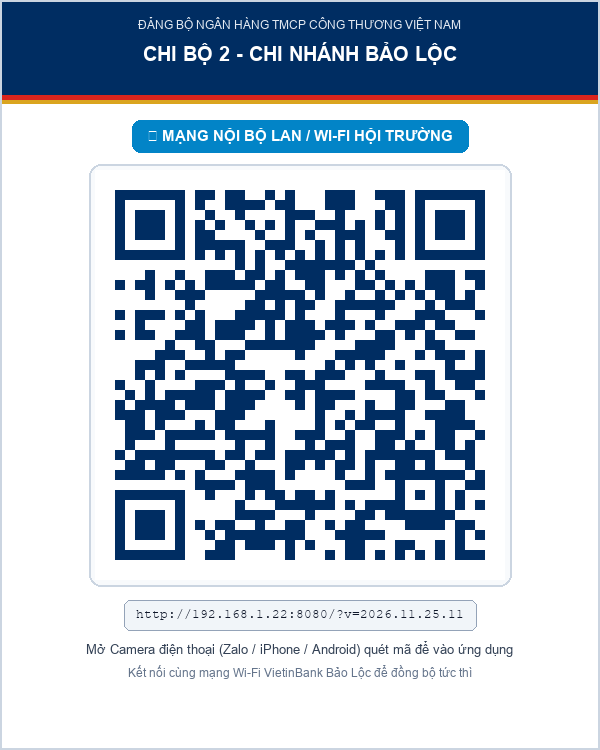 ĐẢNG BỘ NGÂN HÀNG TMCP CÔNG THƯƠNG VIỆT NAM
CHI BỘ 2 - CHI NHÁNH BẢO LỘC
MẠNG NỘI BỘ LAN / WI-FI HỘI TRƯỜNG
http://192.168.1.22:8080/?v=2026.11.25.11
Mở Camera điện thoại (Zalo / iPhone / Android) quét mã để vào ứng dụng
Kết nối cùng mạng Wi-Fi VietinBank Bảo Lộc để đồng bộ tức thì